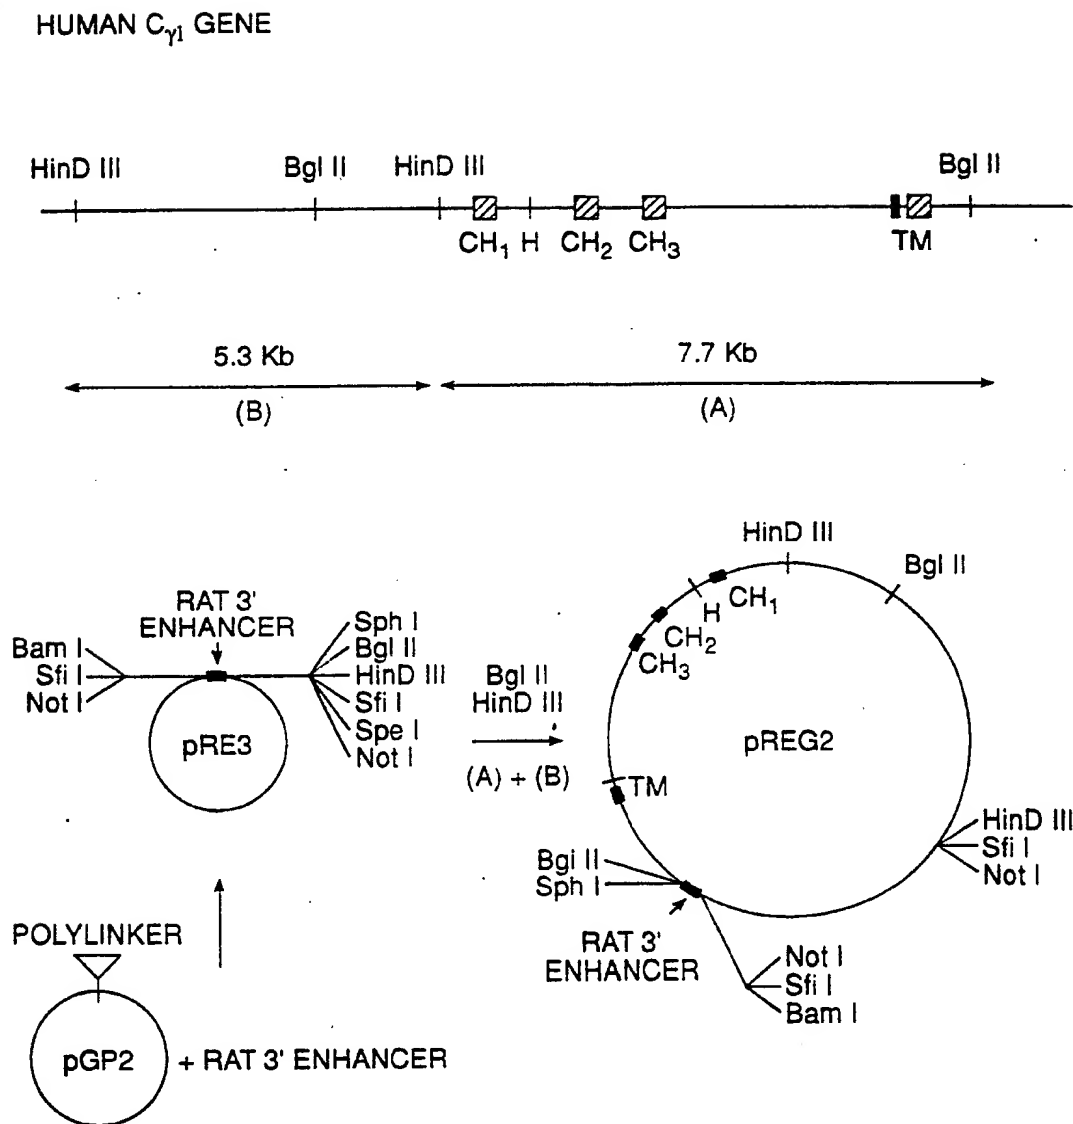 HUMAN Cγ1 GENE
HinD III Bgl II HinD III Bgl II
CH1 H CH2 CH3 TM
5.3 Kb 7.7 Kb
(B) (A)
RAT 3'
ENHANCER
Bam I
Sfi I
Not I
Sph I
Bgl II
HinD III
Sfi I
Spe I
Not I
pRE3
Bgl II
HinD III
(A) + (B)
HinD III
Bgl II
CH1
H
CH2
CH3
pREG2
TM
HinD III
Sfi I
Not I
Bgi II
Sph I
RAT 3'
ENHANCER
Not I
Sfi I
Bam I
POLYLINKER
pGP2 + RAT 3' ENHANCER